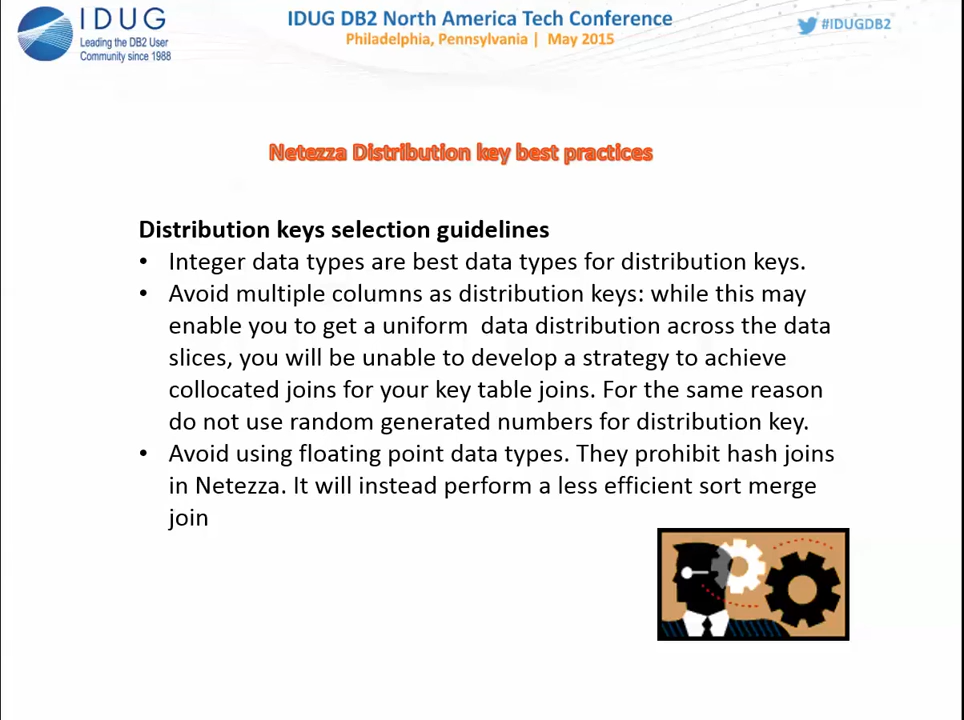 IDUG
Leading the DB2 User
Community since 1988
IDUG DB2 North America Tech Conference
Philadelphia, Pennsylvania | May 2015
#IDUGDB2
Netezza Distribution key best practices
Distribution keys selection guidelines
• Integer data types are best data types for distribution keys.
• Avoid multiple columns as distribution keys: while this may
enable you to get a uniform  data distribution across the data
slices, you will be unable to develop a strategy to achieve
collocated joins for your key table joins. For the same reason
do not use random generated numbers for distribution key.
• Avoid using floating point data types. They prohibit hash joins
in Netezza. It will instead perform a less efficient sort merge
join